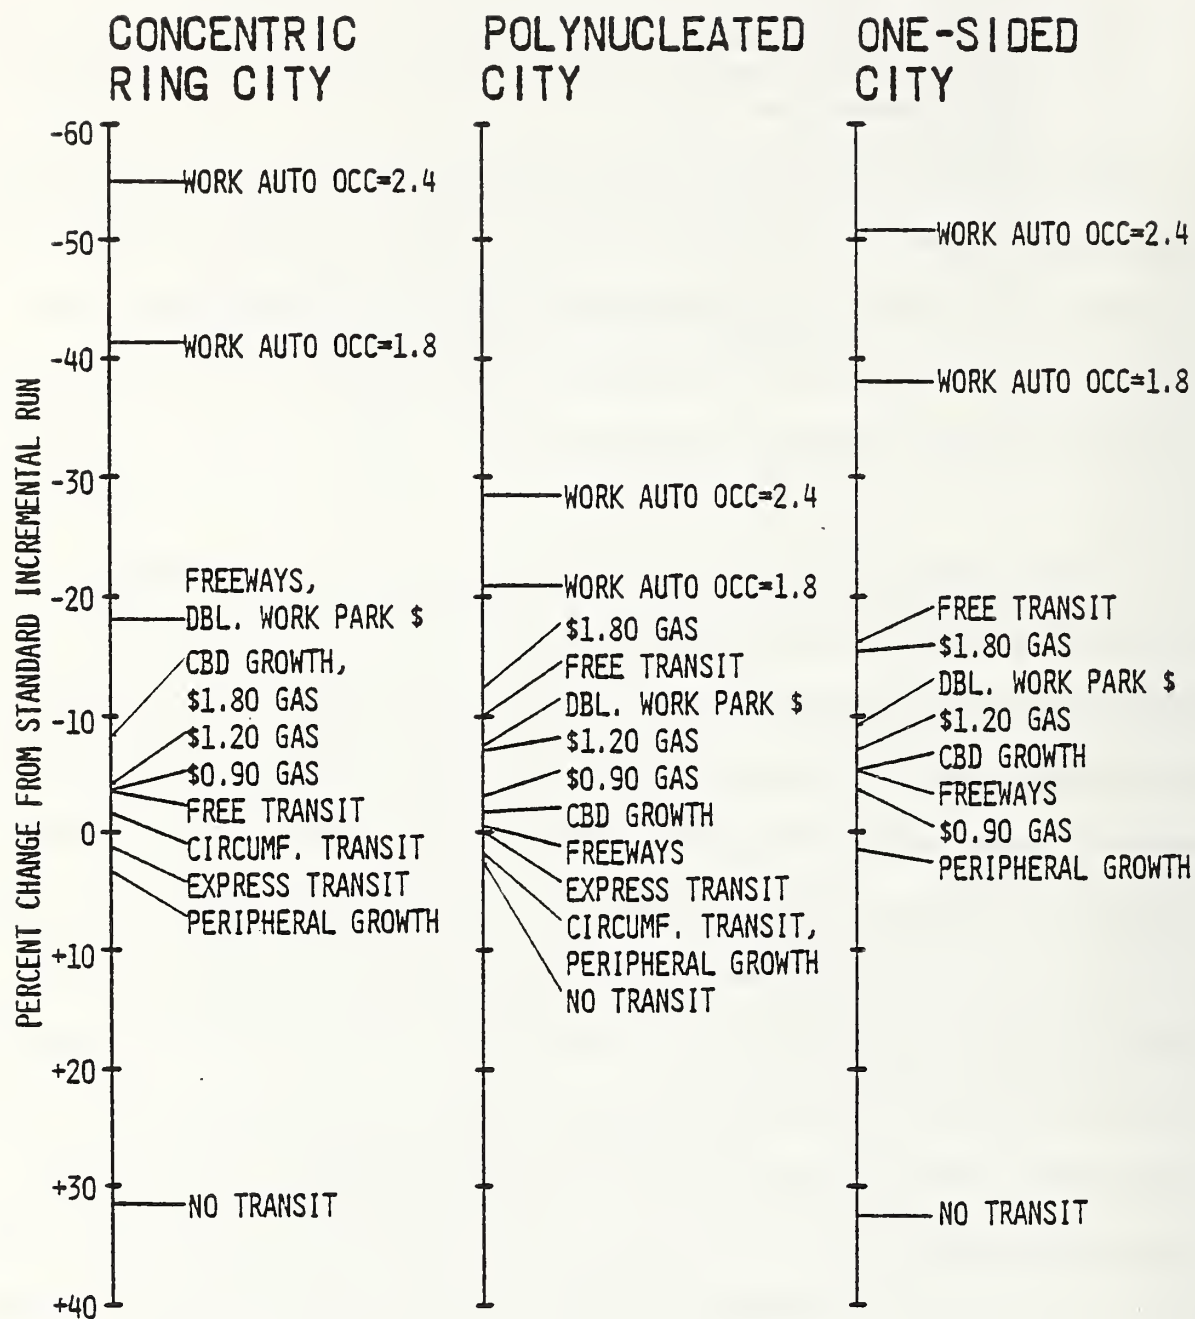 CONCENTRIC
RING CITY
POLYNUCLEATED
CITY
ONE-SIDED
CITY
PERCENT CHANGE FROM STANDARD INCREMENTAL RUN
-60
-50
-40
-30
-20
-10
0
+10
+20
+30
+40
WORK AUTO OCC=2.4
WORK AUTO OCC=1.8
FREEWAYS,
DBL. WORK PARK $
CBD GROWTH,
$1.80 GAS
$1.20 GAS
$0.90 GAS
FREE TRANSIT
CIRCUMF. TRANSIT
EXPRESS TRANSIT
PERIPHERAL GROWTH
NO TRANSIT
WORK AUTO OCC=2.4
WORK AUTO OCC=1.8
$1.80 GAS
FREE TRANSIT
DBL. WORK PARK $
$1.20 GAS
$0.90 GAS
CBD GROWTH
FREEWAYS
EXPRESS TRANSIT
CIRCUMF. TRANSIT,
PERIPHERAL GROWTH
NO TRANSIT
WORK AUTO OCC=2.4
WORK AUTO OCC=1.8
FREE TRANSIT
$1.80 GAS
DBL. WORK PARK $
$1.20 GAS
CBD GROWTH
FREEWAYS
$0.90 GAS
PERIPHERAL GROWTH
NO TRANSIT